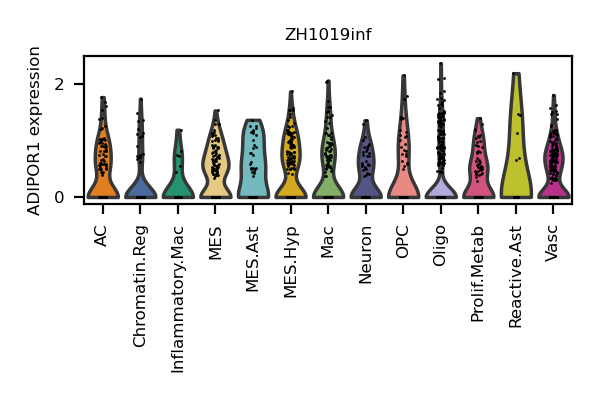 ZH1019inf
ADIPOR1 expression
2
0
AC
Chromatin.Reg
Inflammatory.Mac
MES
MES.Ast
MES.Hyp
Mac
Neuron
OPC
Oligo
Prolif.Metab
Reactive.Ast
Vasc